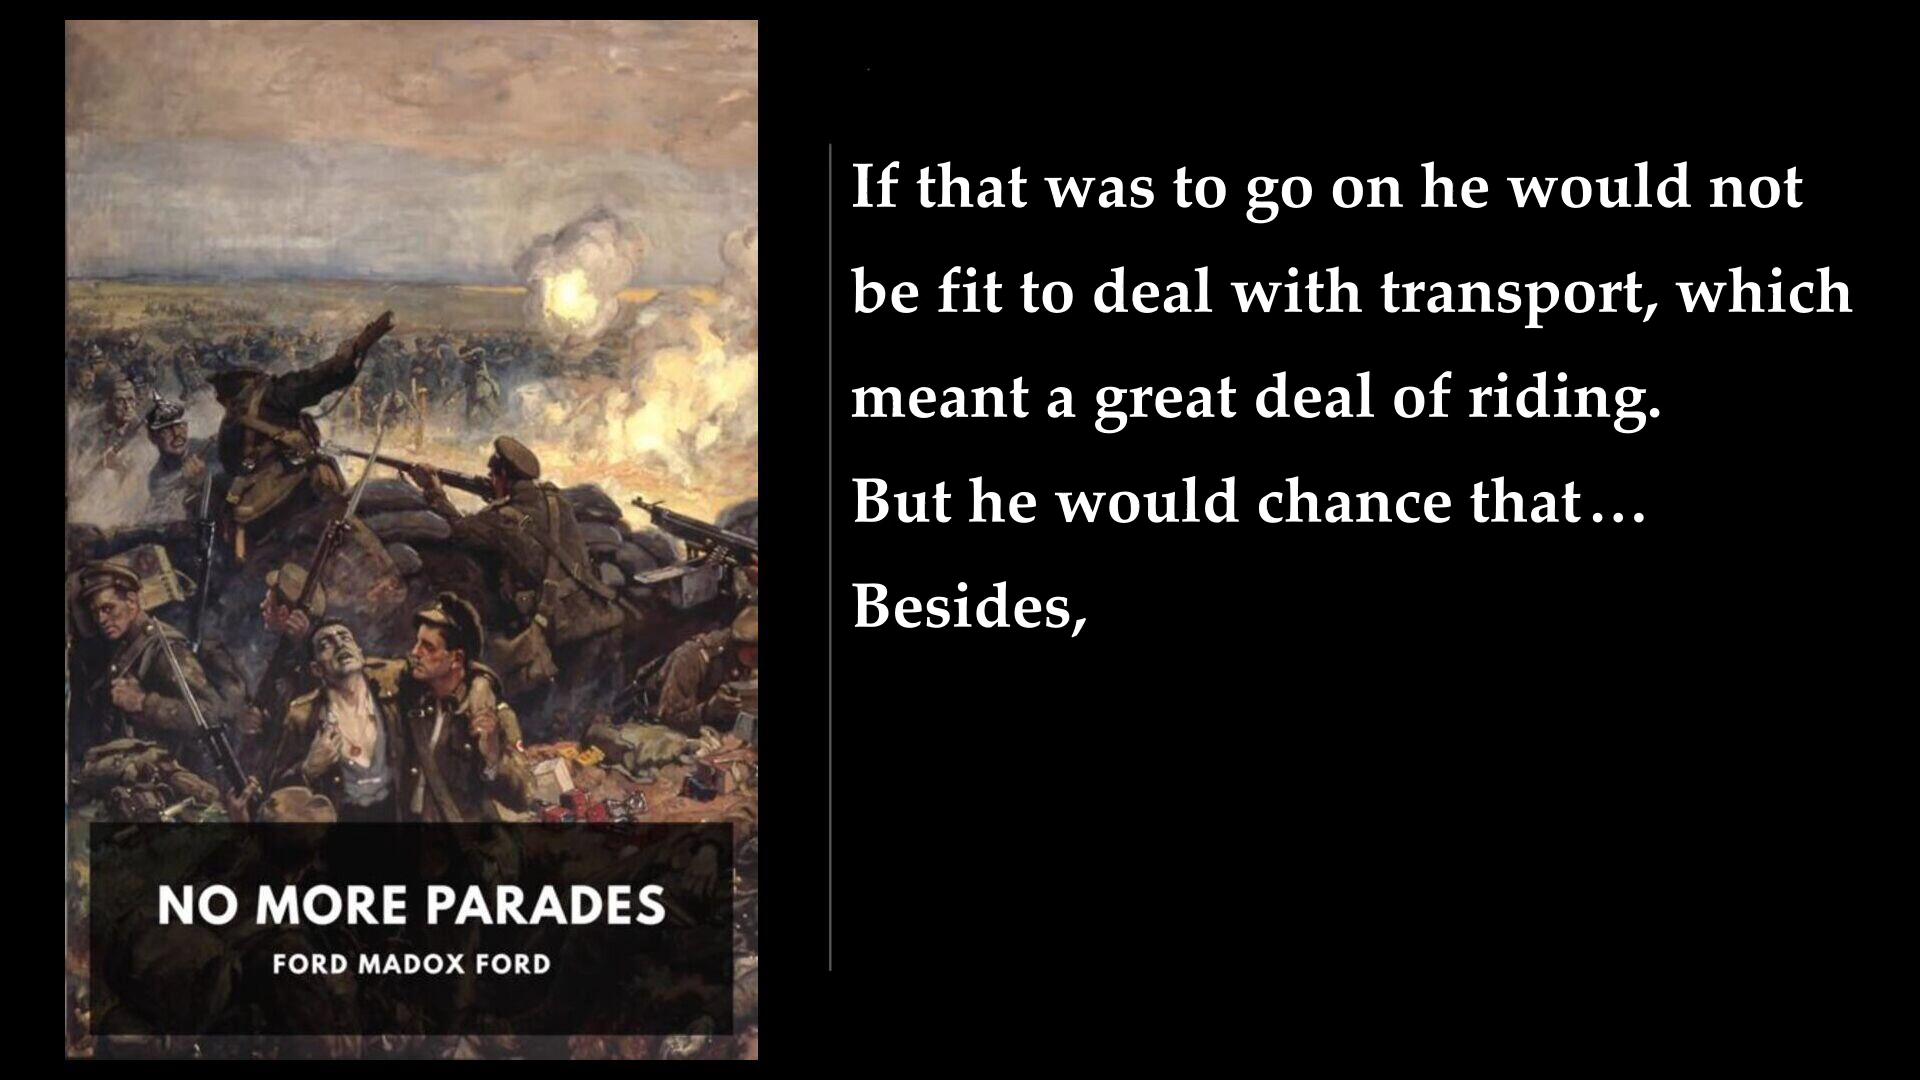 If that was to go on he would not
be fit to deal with transport, which
meant a great deal of riding.
But he would chance that…
Besides,
NO MORE PARADES
FORD MADOX FORD